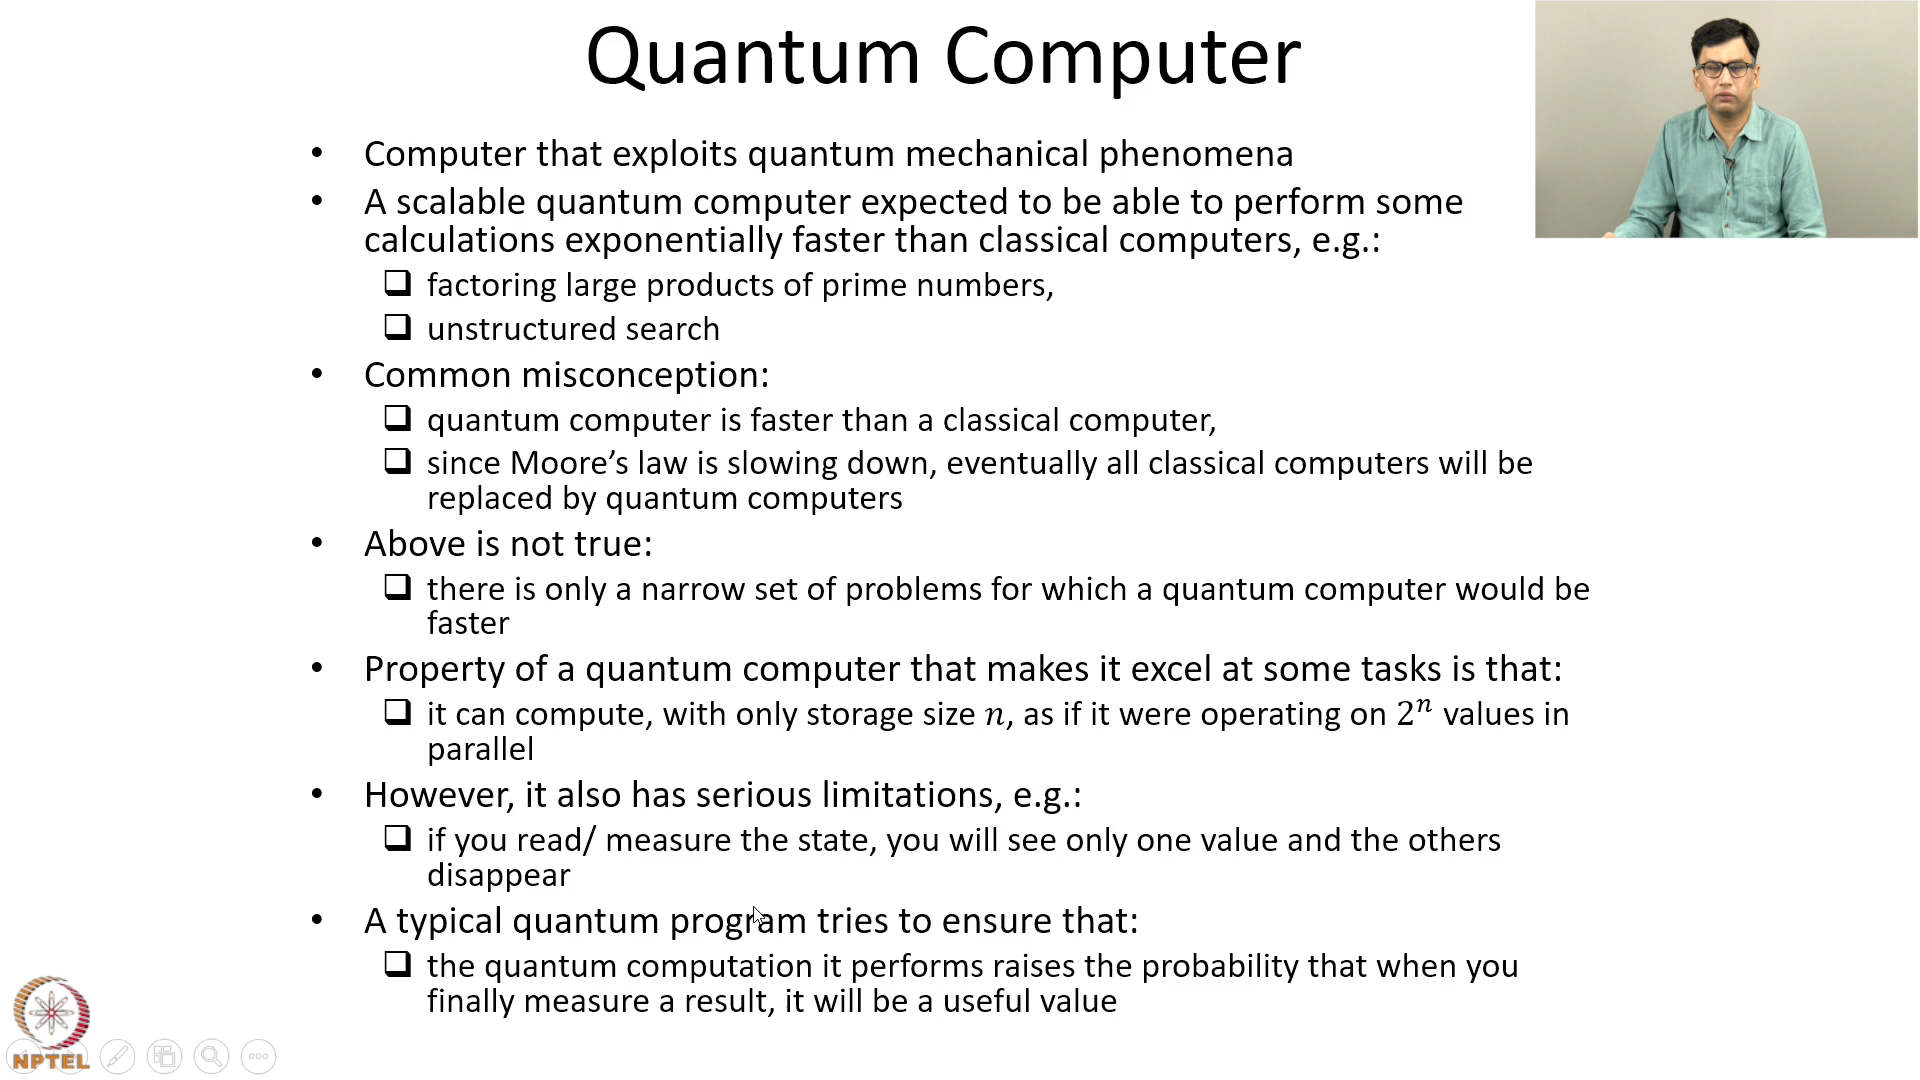 Quantum Computer
• Computer that exploits quantum mechanical phenomena
• A scalable quantum computer expected to be able to perform some
calculations exponentially faster than classical computers, e.g.:
❑ factoring large products of prime numbers,
❑ unstructured search
• Common misconception:
❑ quantum computer is faster than a classical computer,
❑ since Moore’s law is slowing down, eventually all classical computers will be
replaced by quantum computers
• Above is not true:
❑ there is only a narrow set of problems for which a quantum computer would be
faster
• Property of a quantum computer that makes it excel at some tasks is that:
❑ it can compute, with only storage size n, as if it were operating on 2ⁿ values in
parallel
• However, it also has serious limitations, e.g.:
❑ if you read/ measure the state, you will see only one value and the others
disappear
• A typical quantum program tries to ensure that:
❑ the quantum computation it performs raises the probability that when you
finally measure a result, it will be a useful value
NPTEL